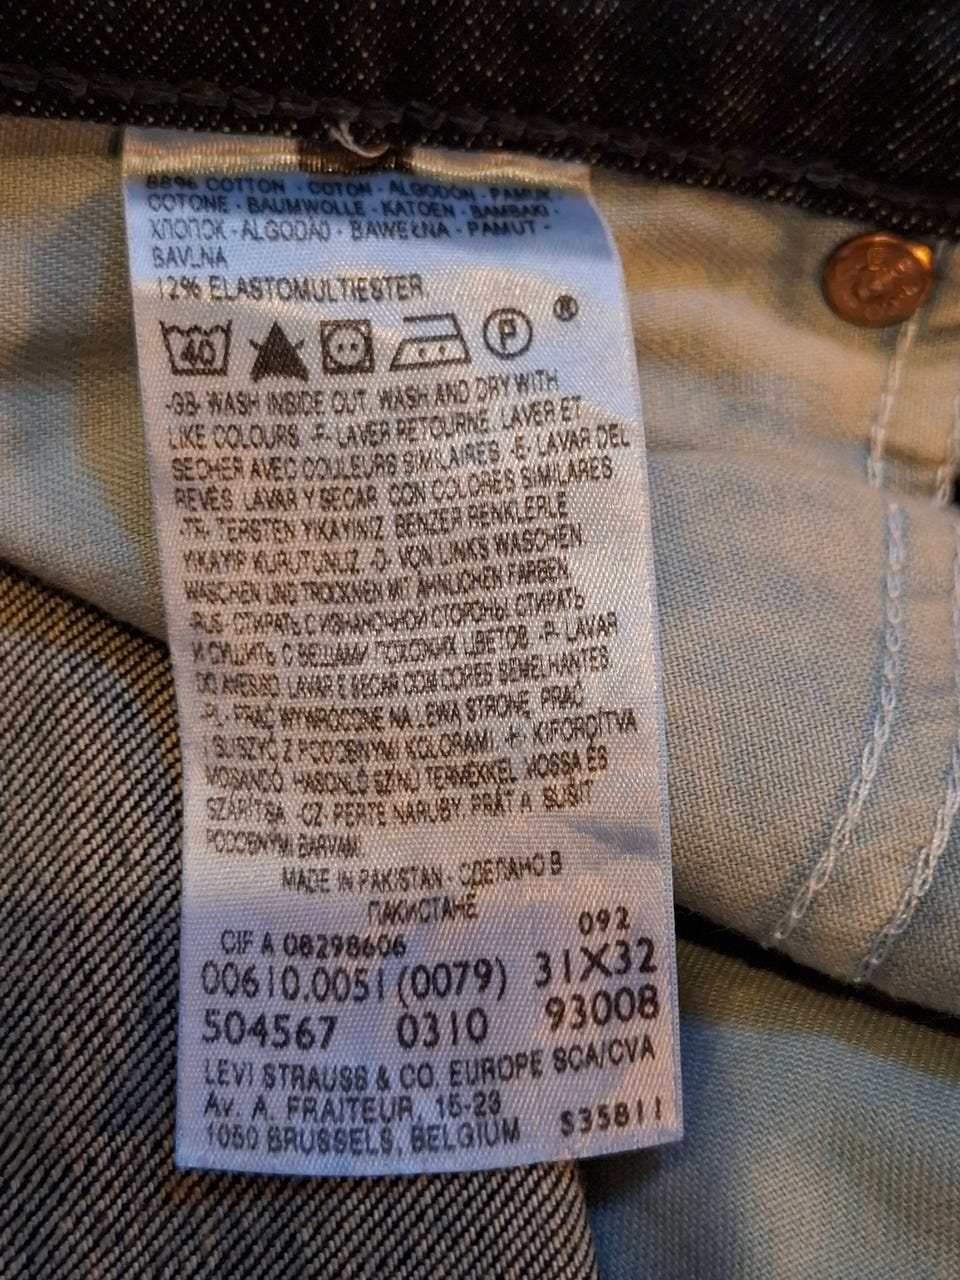 88% COTTON - COTON - ALGODÓN - PAMUK -
COTONE - BAUMWOLLE - KATOEN - BAMBAKI -
ХЛОПОК - ALGODÃO - BAWEŁNA - PAMUT -
BAVLNA
12% ELASTOMULTIESTER
40 P ®
-GB- WASH INSIDE OUT. WASH AND DRY WITH
LIKE COLOURS. -F- LAVER RETOURNE. LAVER ET
SECHER AVEC COULEURS SIMILAIRES. -E- LAVAR DEL
REVÉS. LAVAR Y SECAR CON COLORES SIMILARES
-TR- TERSTEN YIKAYINIZ. BENZER RENKLERLE
YIKAYIP KURUTUNUZ. -D- VON LINKS WASCHEN.
WASCHEN UND TROCKNEN MIT ÄHNLICHEN FARBEN.
-RUS- СТИРАТЬ С ИЗНАНОЧНОЙ СТОРОНЫ. СТИРАТЬ
И СУШИТЬ С ВЕЩАМИ ПОХОЖИХ ЦВЕТОВ. -P- LAVAR
DO AVESSO. LAVAR E SECAR COM CORES SEMELHANTES.
-PL- PRAĆ WYWRÓCONE NA LEWĄ STRONĘ. PRAĆ
I SUSZYĆ Z PODOBNYMI KOLORAMI. -H- KIFORDÍTVA
MOSANDÓ. HASONLÓ SZÍNŰ TERMÉKKEL MOSSA ÉS
SZÁRÍTSA. -CZ- PERTE NARUBY. PRÁT A SUŠIT
PODOBNÝMI BARVAMI.
MADE IN PAKISTAN - СДЕЛАНО В
ПАКИСТАНЕ
092
CIF A 08298606
00610.0051 (0079) 31X32
504567 0310 93008
LEVI STRAUSS & CO. EUROPE SCA/CVA
AV. A. FRAITEUR, 15-23
1050 BRUSSELS, BELGIUM S35811